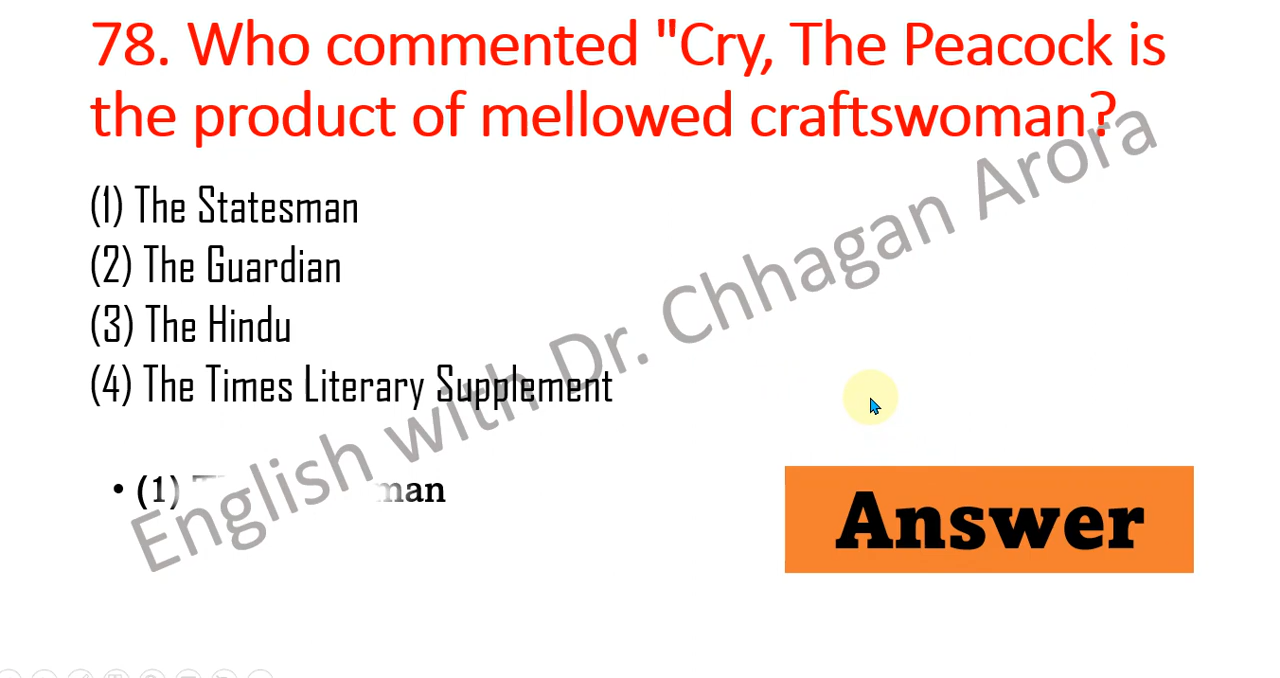 78. Who commented "Cry, The Peacock is
the product of mellowed craftswoman?
(1) The Statesman
(2) The Guardian
(3) The Hindu
(4) The Times Literary Supplement
• (1) man
Answer
English with Dr. Chhagan Arora